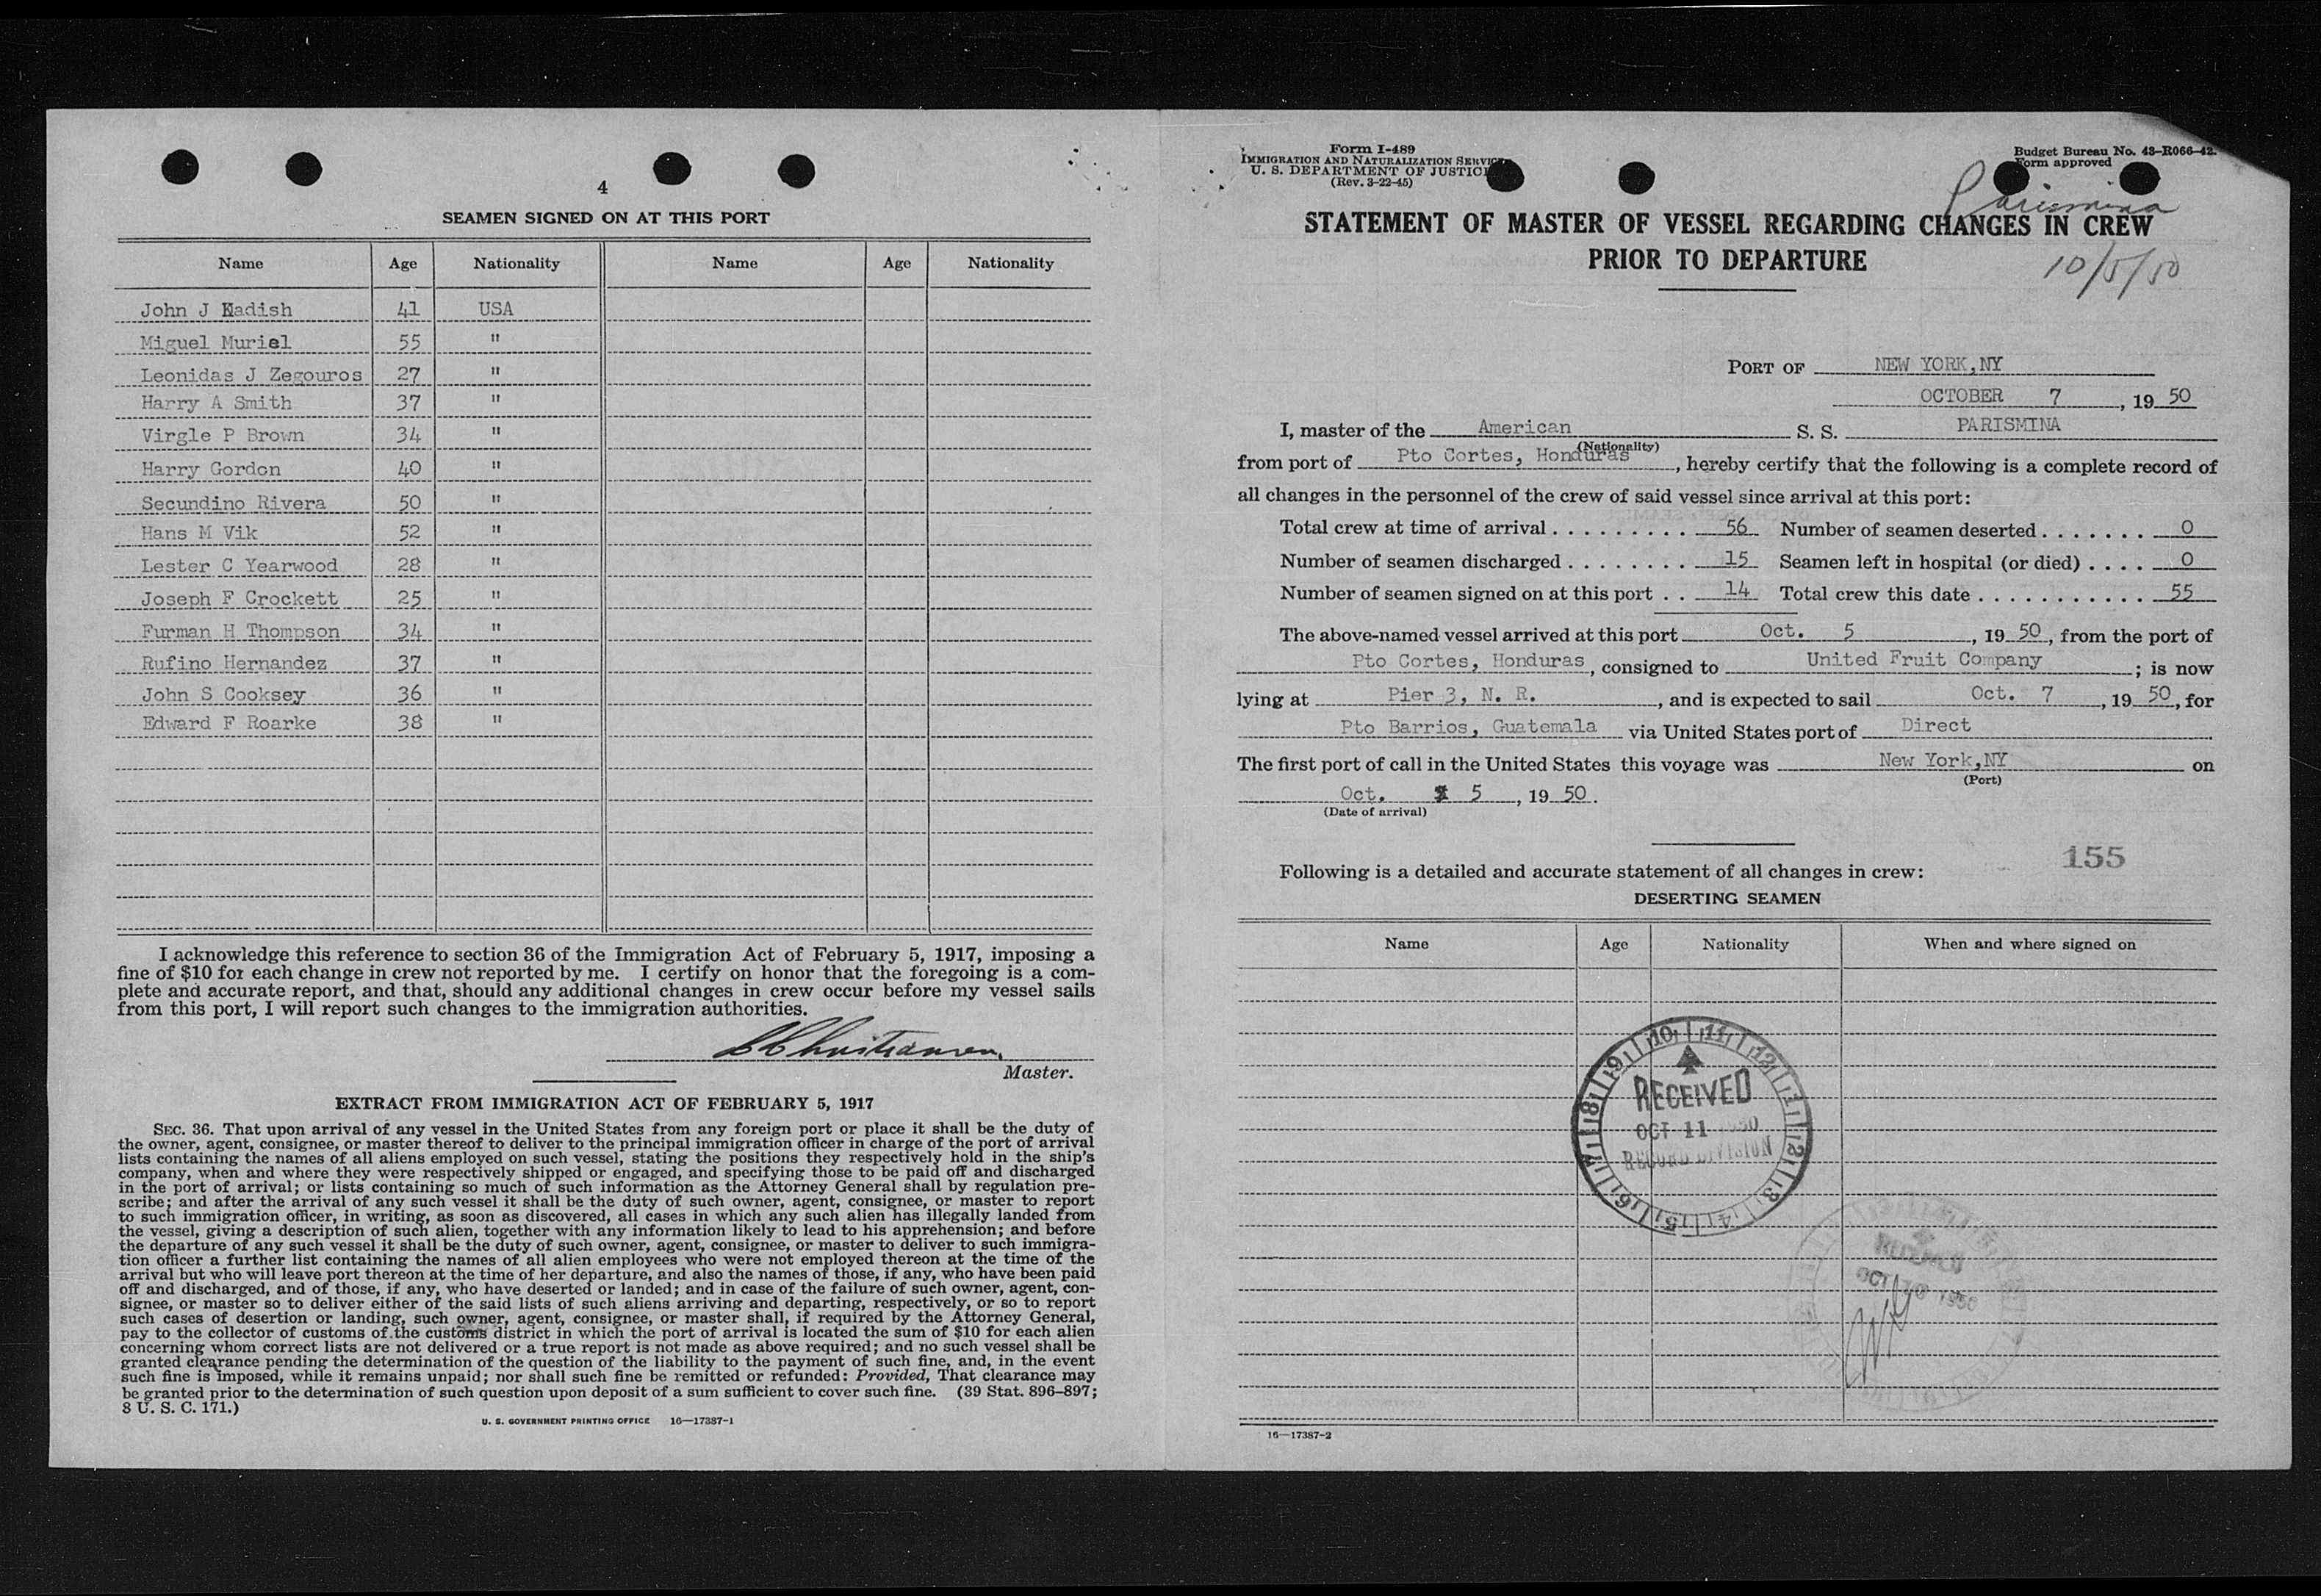 4
SEAMEN SIGNED ON AT THIS PORT
Name Age Nationality Name Age Nationality
John J Kadish 41 USA
Miguel Muriel 55 "
Leonidas J Zegouros 27 "
Harry A Smith 37 "
Virgle P Brown 34 "
Harry Gordon 40 "
Secundino Rivera 50 "
Hans M Vik 52 "
Lester C Yearwood 28 "
Joseph F Crockett 25 "
Furman H Thompson 34 "
Rufino Hernandez 37 "
John S Cooksey 36 "
Edward F Roarke 38 "
I acknowledge this reference to section 36 of the Immigration Act of February 5, 1917, imposing a
fine of $10 for each change in crew not reported by me. I certify on honor that the foregoing is a com-
plete and accurate report, and that, should any additional changes in crew occur before my vessel sails
from this port, I will report such changes to the immigration authorities.
Master.
EXTRACT FROM IMMIGRATION ACT OF FEBRUARY 5, 1917
SEC. 36. That upon arrival of any vessel in the United States from any foreign port or place it shall be the duty of
the owner, agent, consignee, or master thereof to deliver to the principal immigration officer in charge of the port of arrival
lists containing the names of all aliens employed on such vessel, stating the positions they respectively hold in the ship's
company, when and where they were respectively shipped or engaged, and specifying those to be paid off and discharged
in the port of arrival; or lists containing so much of such information as the Attorney General shall by regulation pre-
scribe; and after the arrival of any such vessel it shall be the duty of such owner, agent, consignee, or master to report
to such immigration officer, in writing, as soon as discovered, all cases in which any such alien has illegally landed from
the vessel, giving a description of such alien, together with any information likely to lead to his apprehension; and before
the departure of any such vessel it shall be the duty of such owner, agent, consignee, or master to deliver to such immigra-
tion officer a further list containing the names of all alien employees who were not employed thereon at the time of the
arrival but who will leave port thereon at the time of her departure, and also the names of those, if any, who have been paid
off and discharged, and of those, if any, who have deserted or landed; and in case of the failure of such owner, agent, con-
signee, or master so to deliver either of the said lists of such aliens arriving and departing, respectively, or so to report
such cases of desertion or landing, such owner, agent, consignee, or master shall, if required by the Attorney General,
pay to the collector of customs of the customs district in which the port of arrival is located the sum of $10 for each alien
concerning whom correct lists are not delivered or a true report is not made as above required; and no such vessel shall be
granted clearance pending the determination of the question of the liability to the payment of such fine, and, in the event
such fine is imposed, while it remains unpaid; nor shall such fine be remitted or refunded: Provided, That clearance may
be granted prior to the determination of such question upon deposit of a sum sufficient to cover such fine. (39 Stat. 896–897;
8 U. S. C. 171.)
U. S. GOVERNMENT PRINTING OFFICE 16—17387-1
Form I-489
IMMIGRATION AND NATURALIZATION SERVICE
U. S. DEPARTMENT OF JUSTICE
(Rev. 3-22-45)
Budget Bureau No. 43-R066-42.
Form approved
Parismina
STATEMENT OF MASTER OF VESSEL REGARDING CHANGES IN CREW
PRIOR TO DEPARTURE
10/5/50
PORT OF NEW YORK,NY
OCTOBER 7, 1950
I, master of the American S. S. PARISMINA
(Nationality)
from port of Pto Cortes, Honduras, hereby certify that the following is a complete record of
all changes in the personnel of the crew of said vessel since arrival at this port:
Total crew at time of arrival . . . . . . . . . 56 Number of seamen deserted . . . . . . . 0
Number of seamen discharged . . . . . . . . 15 Seamen left in hospital (or died) . . . . 0
Number of seamen signed on at this port . . 14 Total crew this date . . . . . . . . . . . 55
The above-named vessel arrived at this port Oct. 5, 1950, from the port of
Pto Cortes, Honduras, consigned to United Fruit Company; is now
lying at Pier 3, N. R., and is expected to sail Oct. 7, 1950, for
Pto Barrios, Guatemala via United States port of Direct
The first port of call in the United States this voyage was New York,NY on
(Port)
Oct. 5, 1950.
(Date of arrival)
155
Following is a detailed and accurate statement of all changes in crew:
DESERTING SEAMEN
Name Age Nationality When and where signed on
10 11 12 1 2 3 4 5 6 7 8 9
RECEIVED
OCT 11 1950
RECORD DIVISION
OCT 1950
16—17387-2